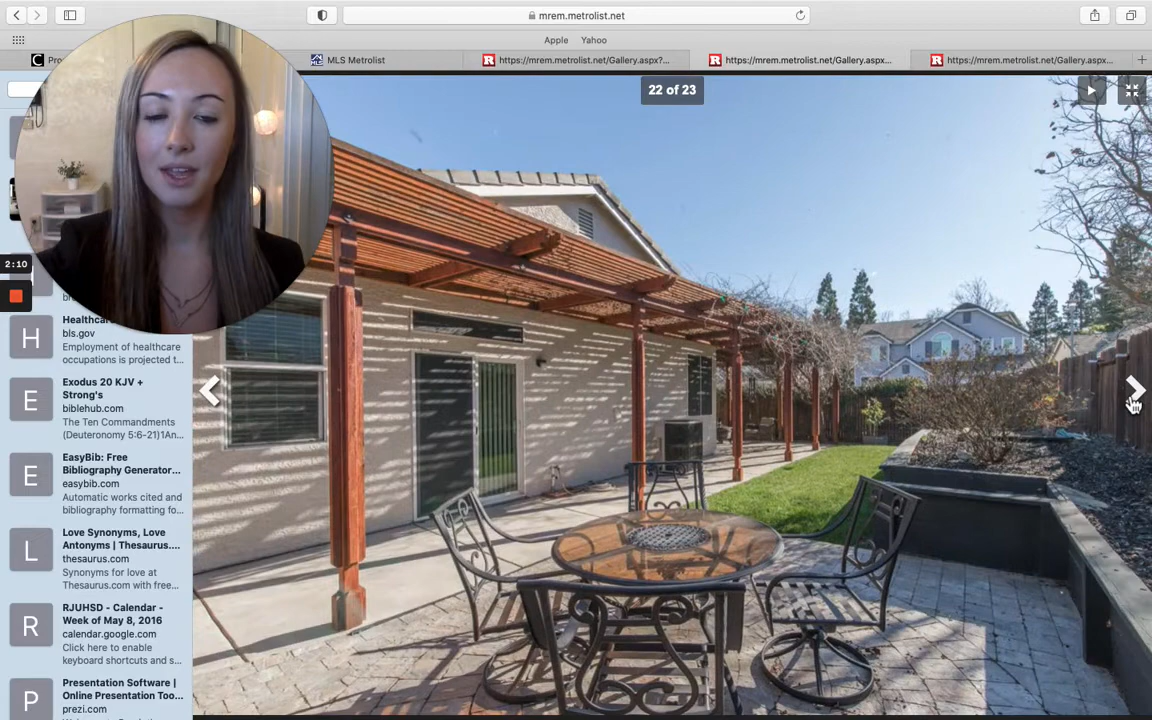 mrem.metrolist.net
Apple
Yahoo
C
Pro
MLS Metrolist
R
https://mrem.metrolist.net/Gallery.aspx?...
R
https://mrem.metrolist.net/Gallery.aspx...
R
https://mrem.metrolist.net/Gallery.aspx...
22 of 23
2:10
H
Healthcar
bls.gov
Employment of healthcare
occupations is projected t...
E
Exodus 20 KJV +
Strong's
biblehub.com
The Ten Commandments
(Deuteronomy 5:6-21)1An...
E
EasyBib: Free
Bibliography Generator...
easybib.com
Automatic works cited and
bibliography formatting fo...
L
Love Synonyms, Love
Antonyms | Thesaurus....
thesaurus.com
Synonyms for love at
Thesaurus.com with free...
R
RJUHSD - Calendar -
Week of May 8, 2016
calendar.google.com
Click here to enable
keyboard shortcuts and s...
P
Presentation Software |
Online Presentation Too...
prezi.com